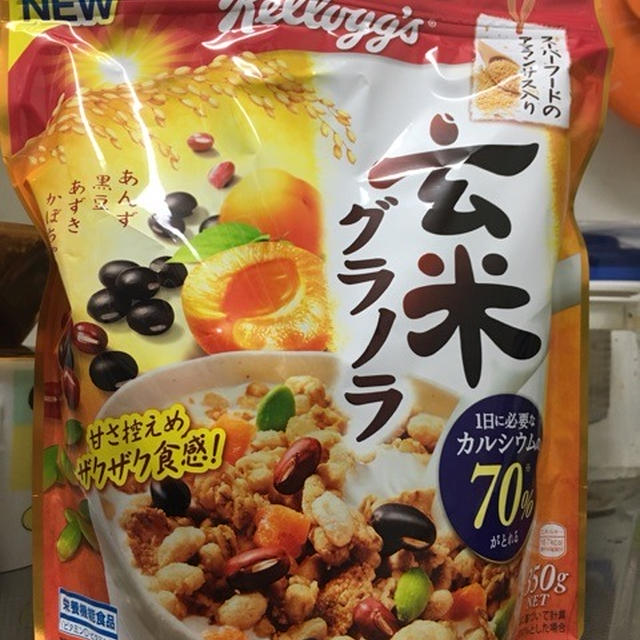 NEW
Kellogg's
スーパーフードの
アマランサス入り
玄米
グラノラ
あんず
黒豆
あずき
かぼちゃ
甘さ控えめ
ザクザク食感!
1日に必要な
カルシウムの
70%
がとれる
350g
NET
栄養機能食品